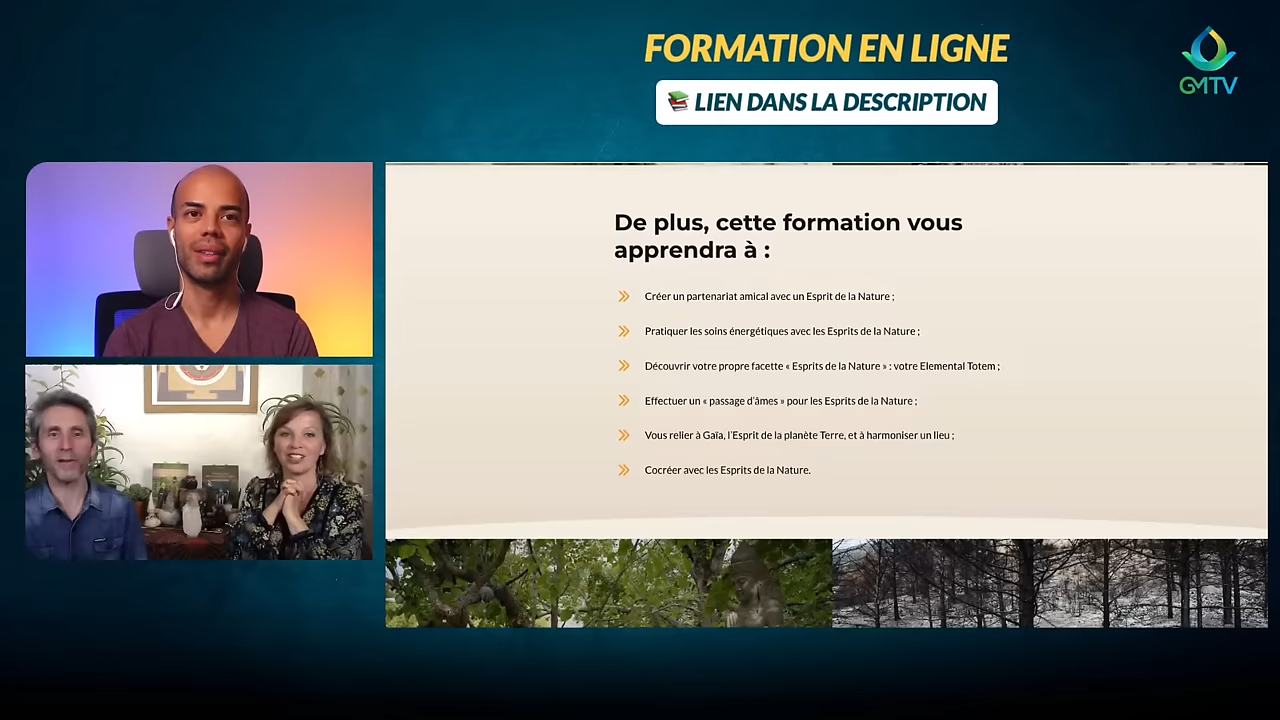 FORMATION EN LIGNE
LIEN DANS LA DESCRIPTION
GMTV
De plus, cette formation vous
apprendra à :
Créer un partenariat amical avec un Esprit de la Nature ;
Pratiquer les soins énergétiques avec les Esprits de la Nature ;
Découvrir votre propre facette « Esprits de la Nature » : votre Elemental Totem ;
Effectuer un « passage d'âmes » pour les Esprits de la Nature ;
Vous relier à Gaïa, l'Esprit de la planète Terre, et à harmoniser un lieu ;
Cocréer avec les Esprits de la Nature.